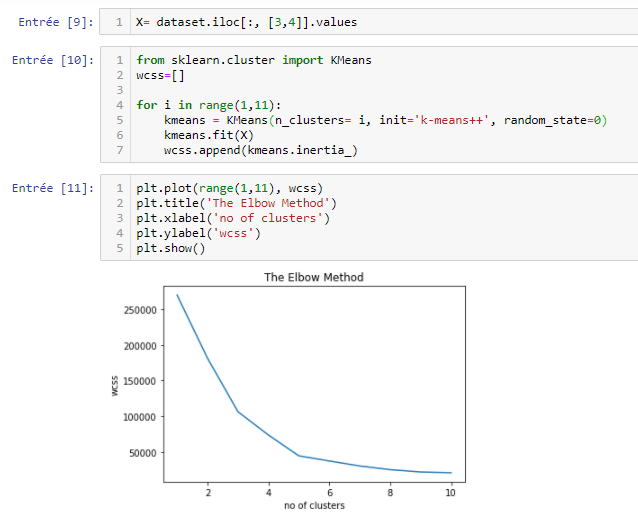 Entrée [9]: 1 X= dataset.iloc[:, [3,4]].values
Entrée [10]: 1 from sklearn.cluster import KMeans
2 wcss=[]
3
4 for i in range(1,11):
5 kmeans = KMeans(n_clusters= i, init='k-means++', random_state=0)
6 kmeans.fit(X)
7 wcss.append(kmeans.inertia_)
Entrée [11]: 1 plt.plot(range(1,11), wcss)
2 plt.title('The Elbow Method')
3 plt.xlabel('no of clusters')
4 plt.ylabel('wcss')
5 plt.show()
The Elbow Method
250000
200000
150000
100000
50000
wcss
2 4 6 8 10
no of clusters